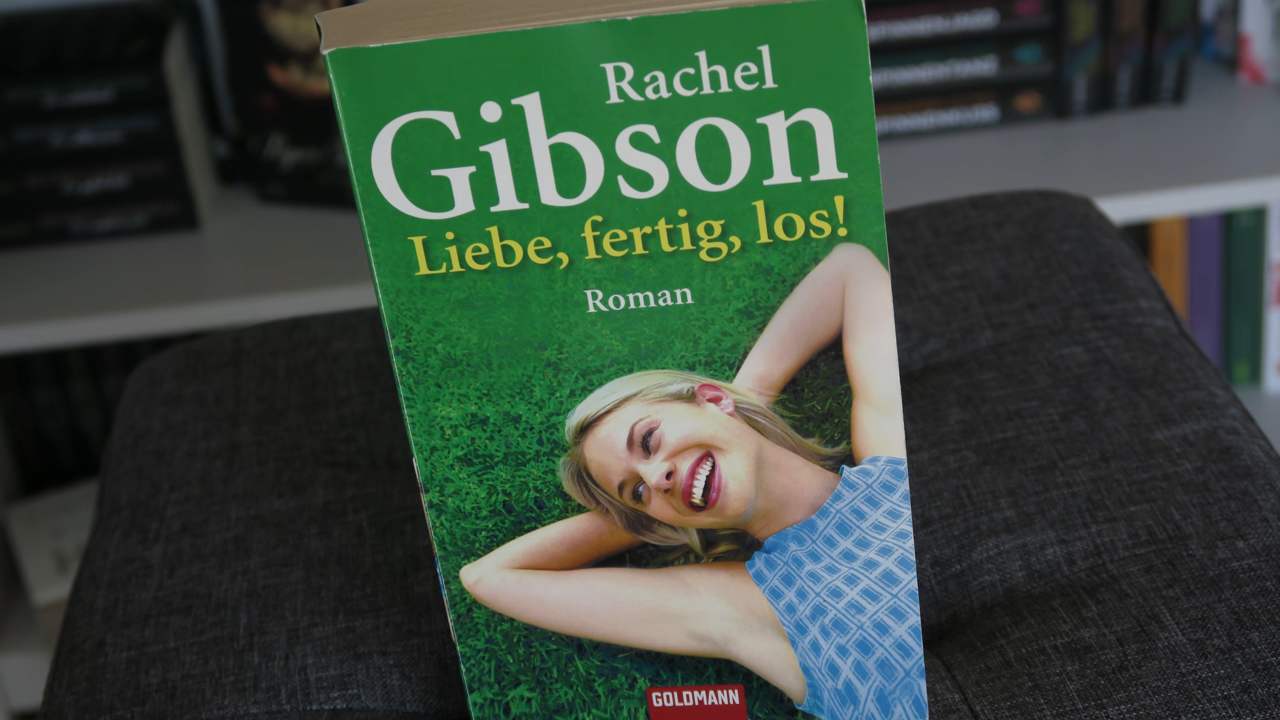 Rachel
Gibson
Liebe, fertig, los!
Roman
GOLDMANN